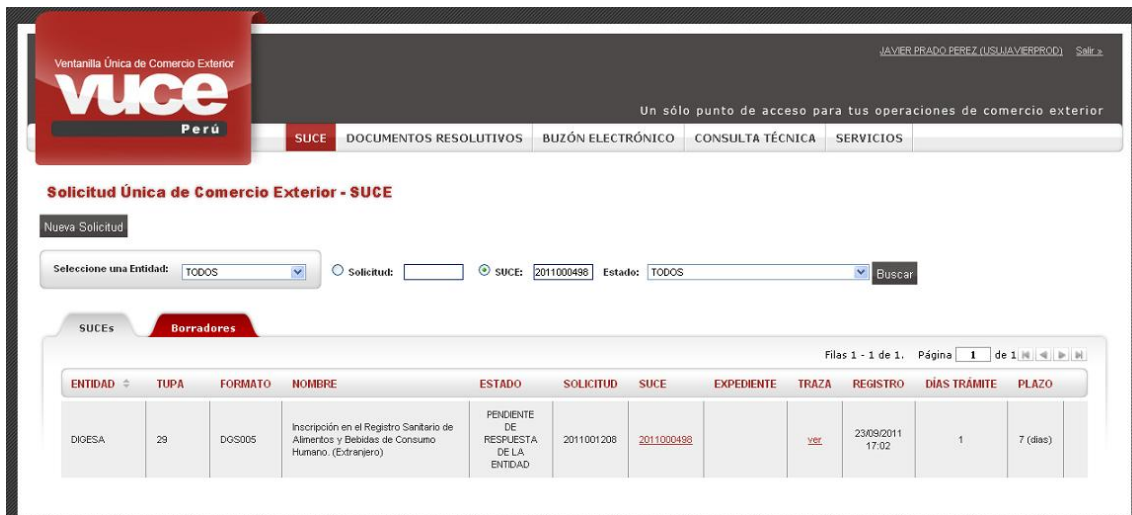 JAVIER PRADO PEREZ (USUJAVIERPROD) Salir »
Ventanilla Única de Comercio Exterior
vuce
Perú
Un sólo punto de acceso para tus operaciones de comercio exterior
SUCE DOCUMENTOS RESOLUTIVOS BUZÓN ELECTRÓNICO CONSULTA TÉCNICA SERVICIOS
Solicitud Única de Comercio Exterior - SUCE
Nueva Solicitud
Seleccione una Entidad: TODOS Solicitud: SUCE: 2011000498 Estado: TODOS Buscar
SUCEs Borradores
Filas 1 - 1 de 1. Página 1 de 1
ENTIDAD TUPA FORMATO NOMBRE ESTADO SOLICITUD SUCE EXPEDIENTE TRAZA REGISTRO DÍAS TRÁMITE PLAZO
DIGESA 29 DGS005
Inscripción en el Registro Sanitario de
Alimentos y Bebidas de Consumo
Humano. (Extranjero)
PENDIENTE
DE
RESPUESTA
DE LA
ENTIDAD
2011001208 2011000498 ver
23/09/2011
17:02
1 7 (dias)